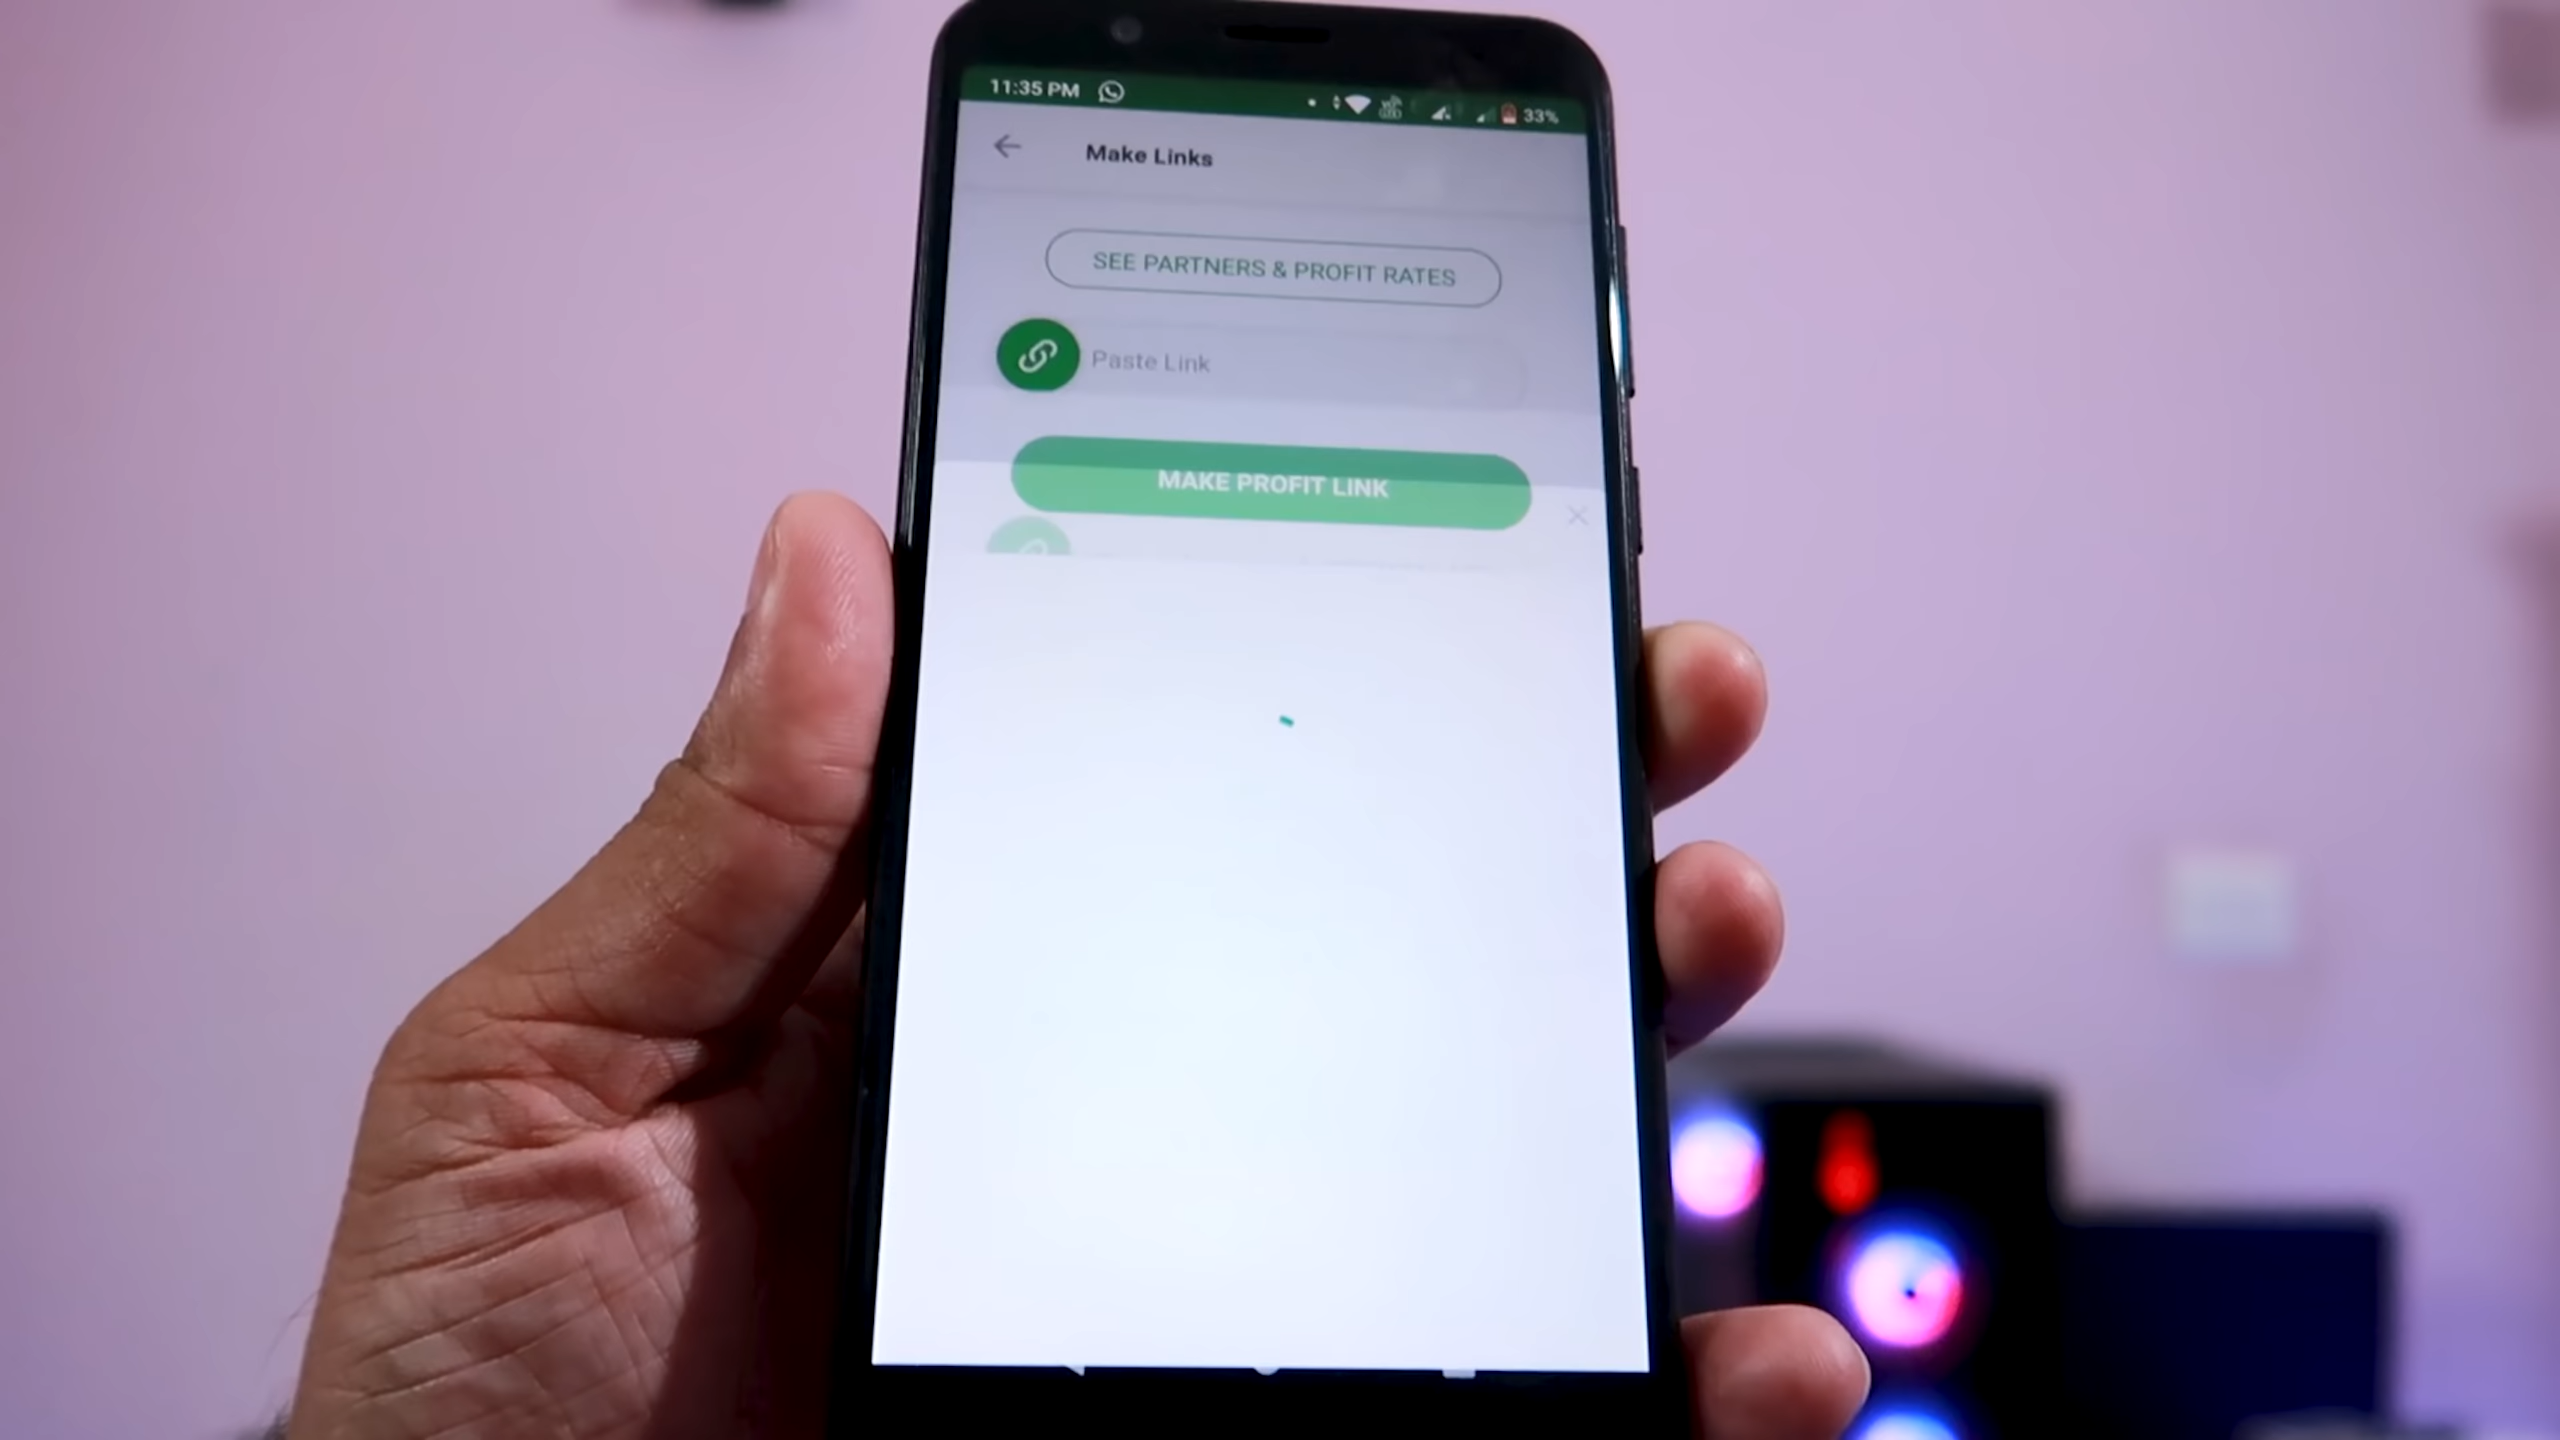 11:35 PM
33%
Make Links
SEE PARTNERS & PROFIT RATES
Paste Link
MAKE PROFIT LINK